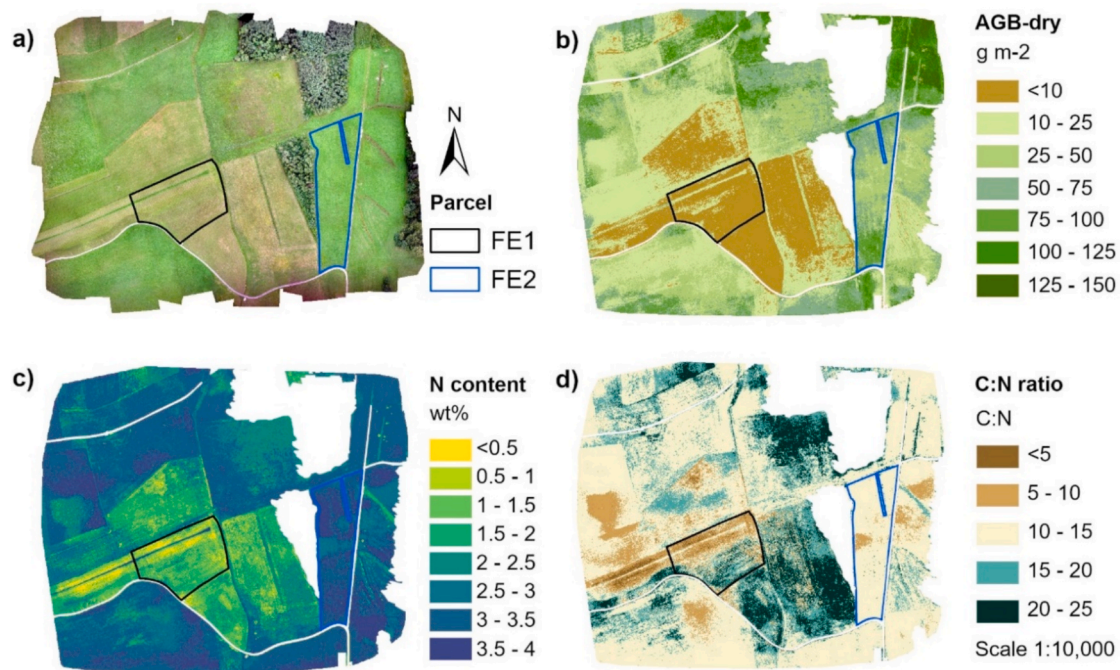 a)
N
Parcel
FE1
FE2
b)
AGB-dry
g m-2
<10
10 - 25
25 - 50
50 - 75
75 - 100
100 - 125
125 - 150
c)
N content
wt%
<0.5
0.5 - 1
1 - 1.5
1.5 - 2
2 - 2.5
2.5 - 3
3 - 3.5
3.5 - 4
d)
C:N ratio
C:N
<5
5 - 10
10 - 15
15 - 20
20 - 25
Scale 1:10,000